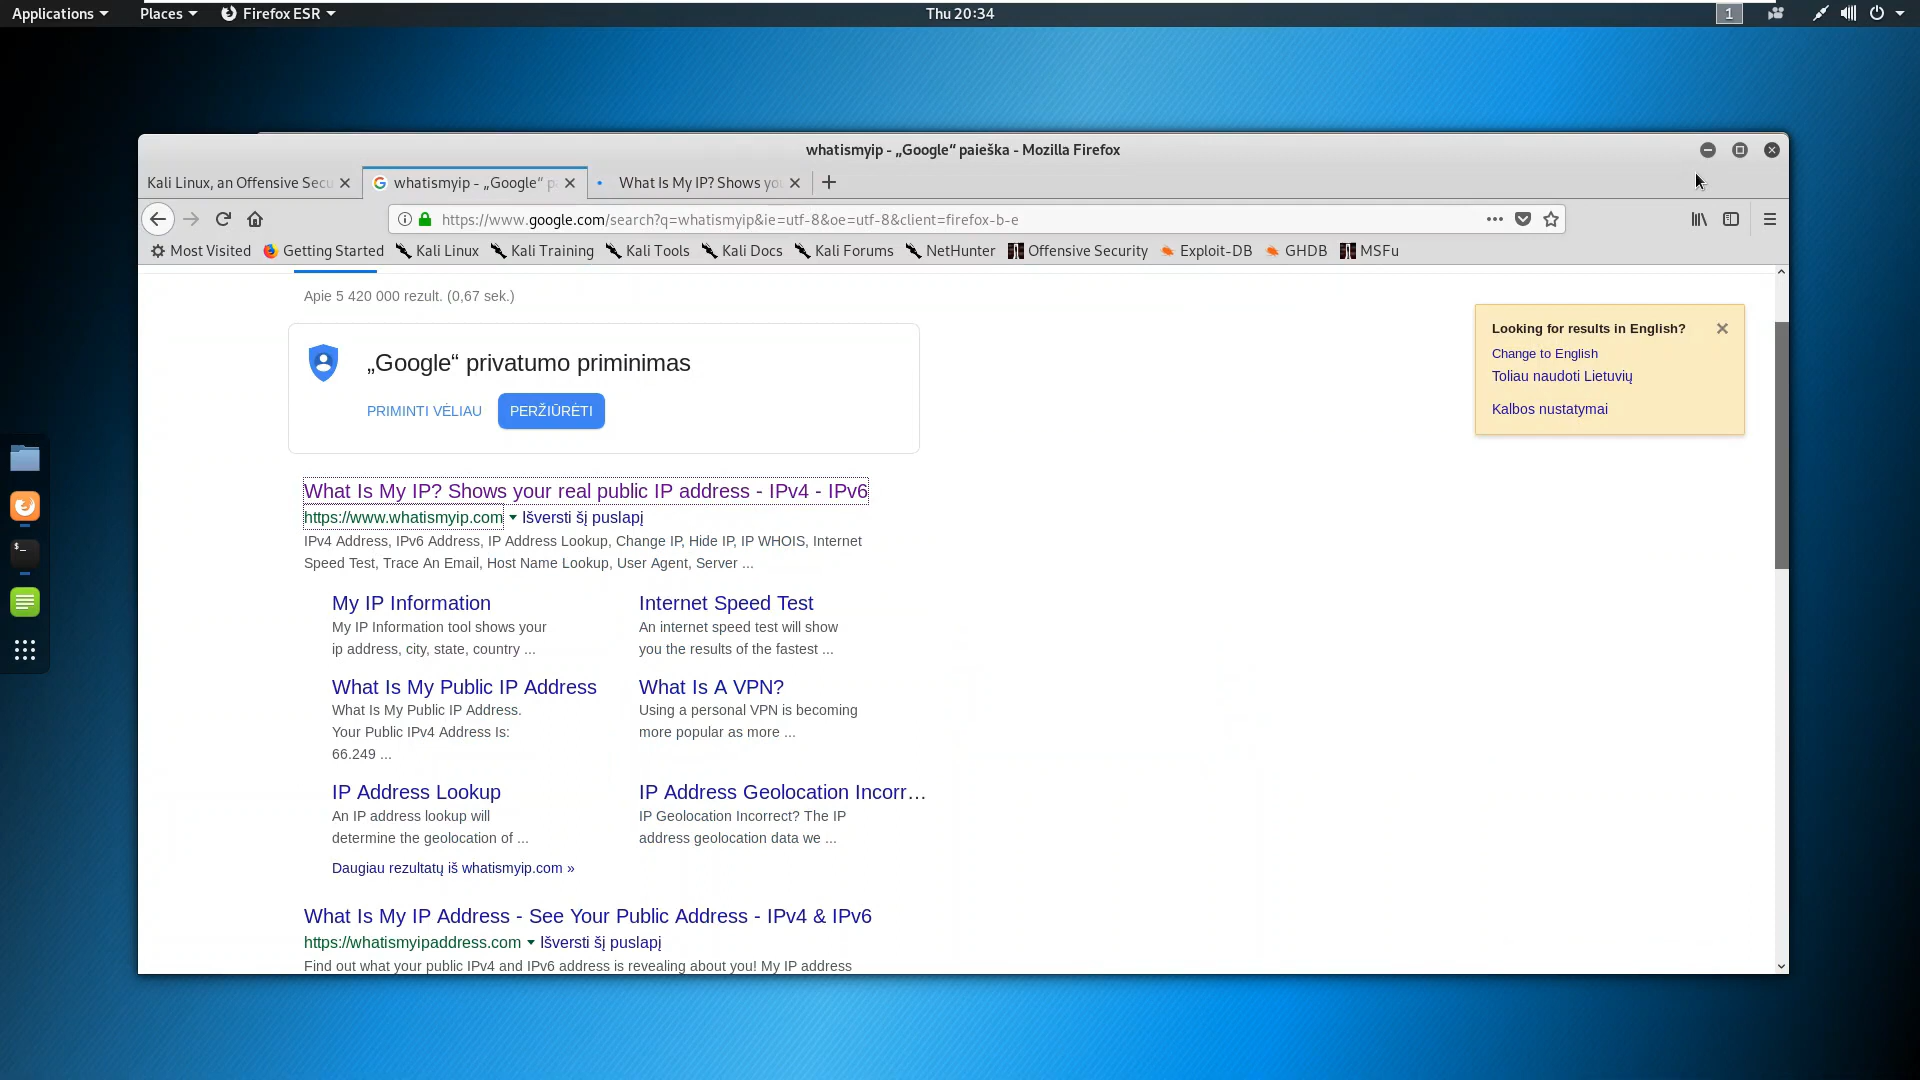 Applications
Places
Firefox ESR
Thu 20:34
1
whatismyip - „Google“ paieška - Mozilla Firefox
Kali Linux, an Offensive Secu
whatismyip - „Google“ p
What Is My IP? Shows you
https://www.google.com/search?q=whatismyip&ie=utf-8&oe=utf-8&client=firefox-b-e
Most Visited
Getting Started
Kali Linux
Kali Training
Kali Tools
Kali Docs
Kali Forums
NetHunter
Offensive Security
Exploit-DB
GHDB
MSFu
Apie 5 420 000 rezult. (0,67 sek.)
„Google“ privatumo priminimas
PRIMINTI VĖLIAU
PERŽIŪRĖTI
Looking for results in English?
Change to English
Toliau naudoti Lietuvių
Kalbos nustatymai
What Is My IP? Shows your real public IP address - IPv4 - IPv6
https://www.whatismyip.com Išversti šį puslapį
IPv4 Address, IPv6 Address, IP Address Lookup, Change IP, Hide IP, IP WHOIS, Internet
Speed Test, Trace An Email, Host Name Lookup, User Agent, Server ...
My IP Information
My IP Information tool shows your
ip address, city, state, country ...
Internet Speed Test
An internet speed test will show
you the results of the fastest ...
What Is My Public IP Address
What Is My Public IP Address.
Your Public IPv4 Address Is:
66.249 ...
What Is A VPN?
Using a personal VPN is becoming
more popular as more ...
IP Address Lookup
An IP address lookup will
determine the geolocation of ...
IP Address Geolocation Incorr...
IP Geolocation Incorrect? The IP
address geolocation data we ...
Daugiau rezultatų iš whatismyip.com »
What Is My IP Address - See Your Public Address - IPv4 & IPv6
https://whatismyipaddress.com Išversti šį puslapį
Find out what your public IPv4 and IPv6 address is revealing about you! My IP address